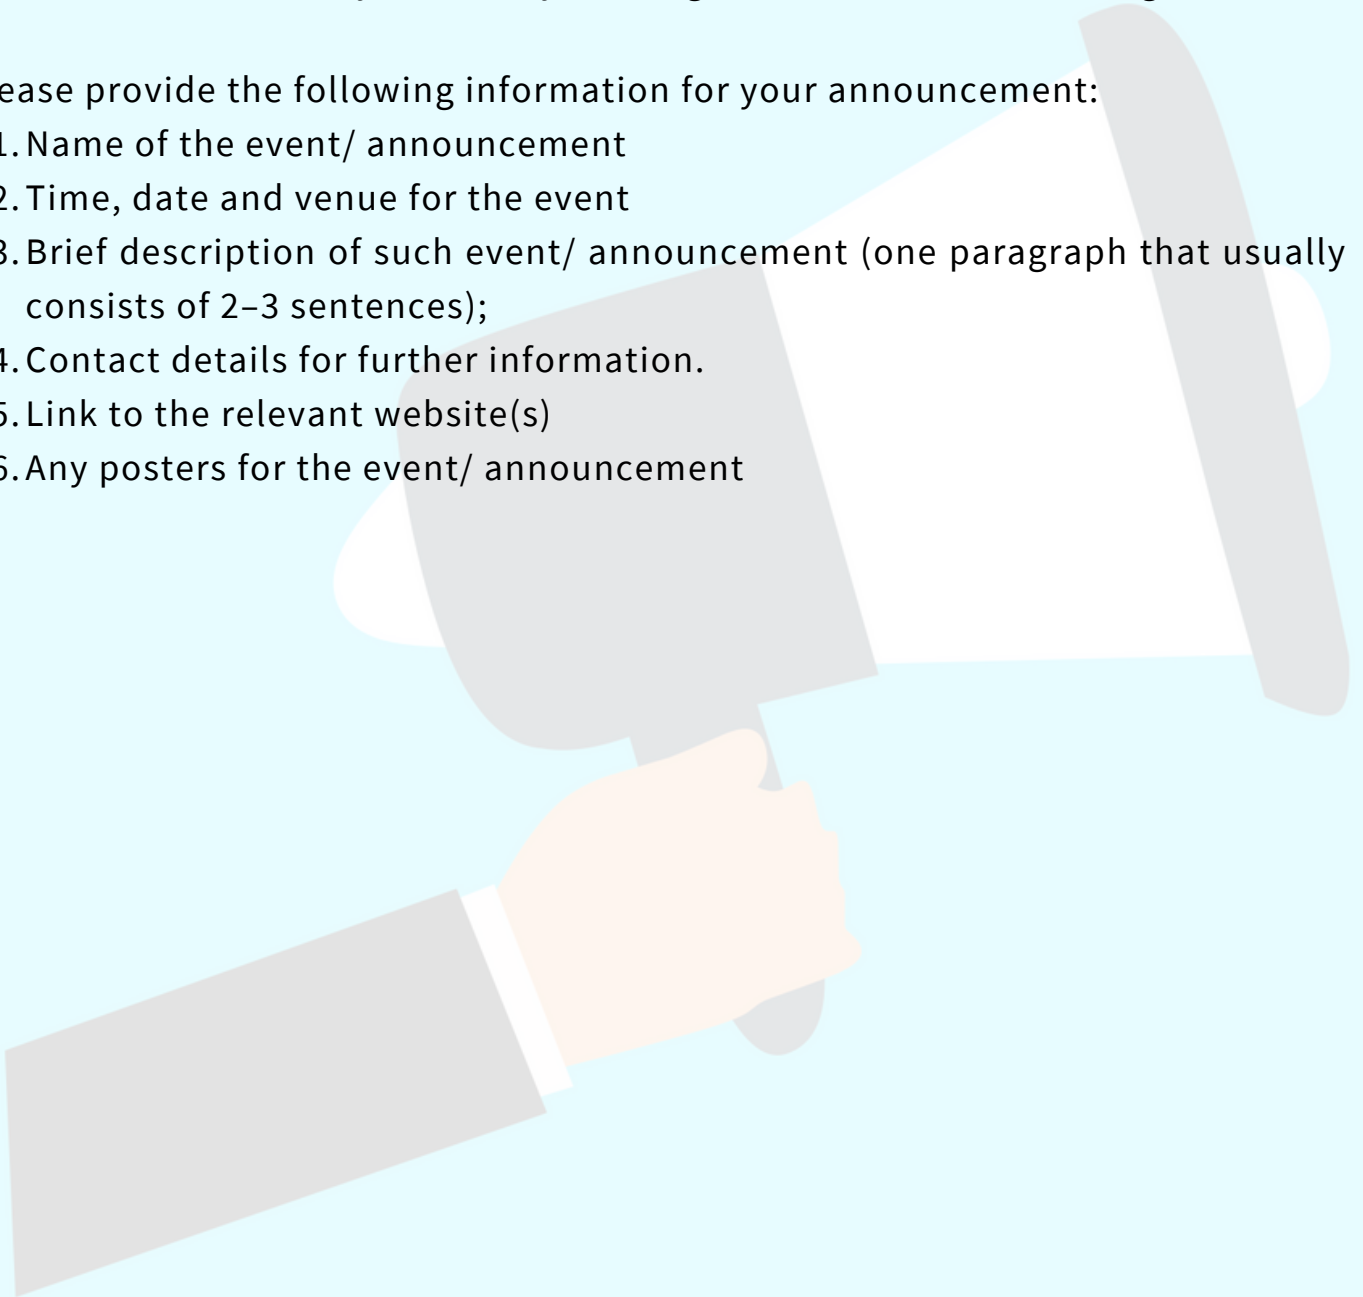 ease provide the following information for your announcement:
1. Name of the event/ announcement
2. Time, date and venue for the event
3. Brief description of such event/ announcement (one paragraph that usually
consists of 2–3 sentences);
4. Contact details for further information.
5. Link to the relevant website(s)
6. Any posters for the event/ announcement